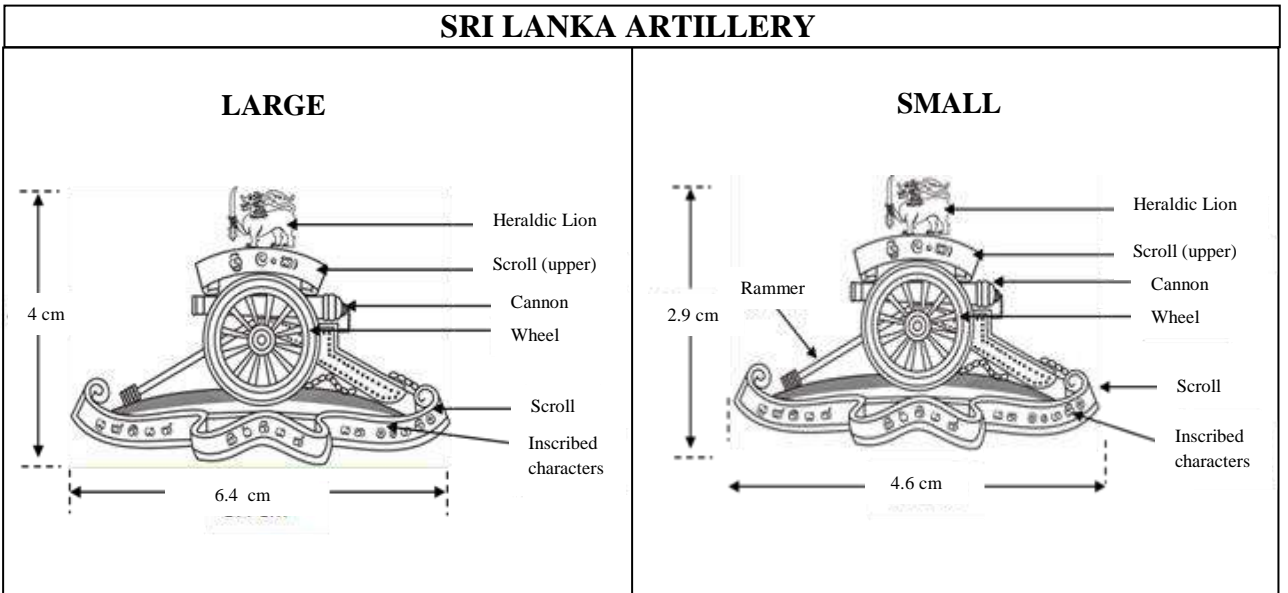 SRI LANKA ARTILLERY
LARGE
Heraldic Lion
Scroll (upper)
Cannon
Wheel
Scroll
Inscribed
characters
4 cm
6.4 cm
SMALL
Heraldic Lion
Scroll (upper)
Cannon
Wheel
Rammer
Scroll
Inscribed
characters
2.9 cm
4.6 cm